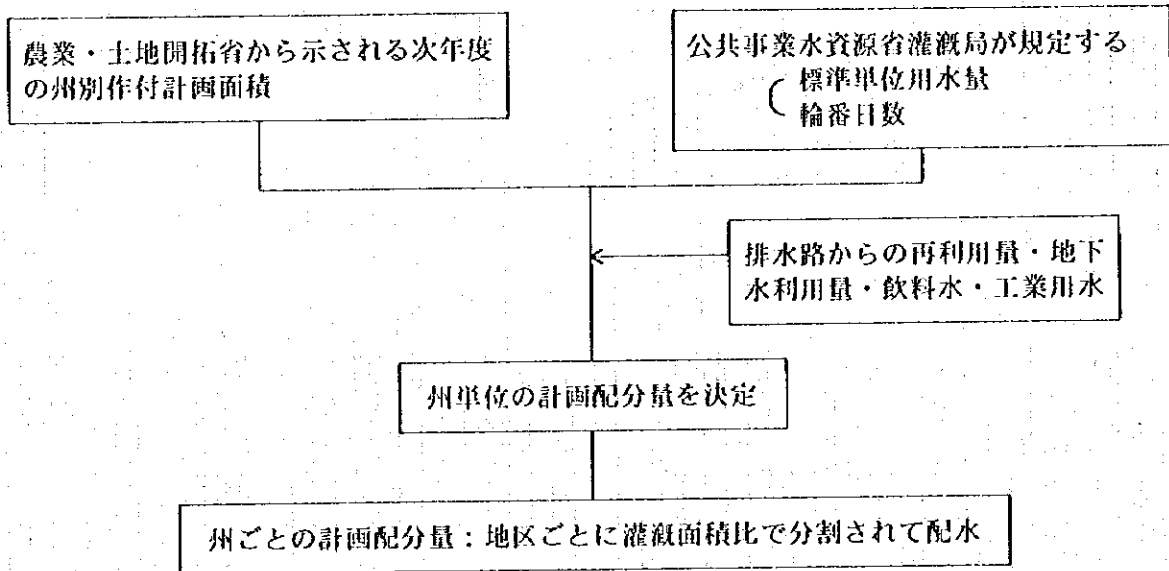 農業・土地開拓省から示される次年度
の州別作付計画面積
公共事業水資源省灌漑局が規定する
標準単位用水量
輪番日数
排水路からの再利用量・地下
水利用量・飲料水・工業用水
州単位の計画配分量を決定
州ごとの計画配分量：地区ごとに灌漑面積比で分割されて配水